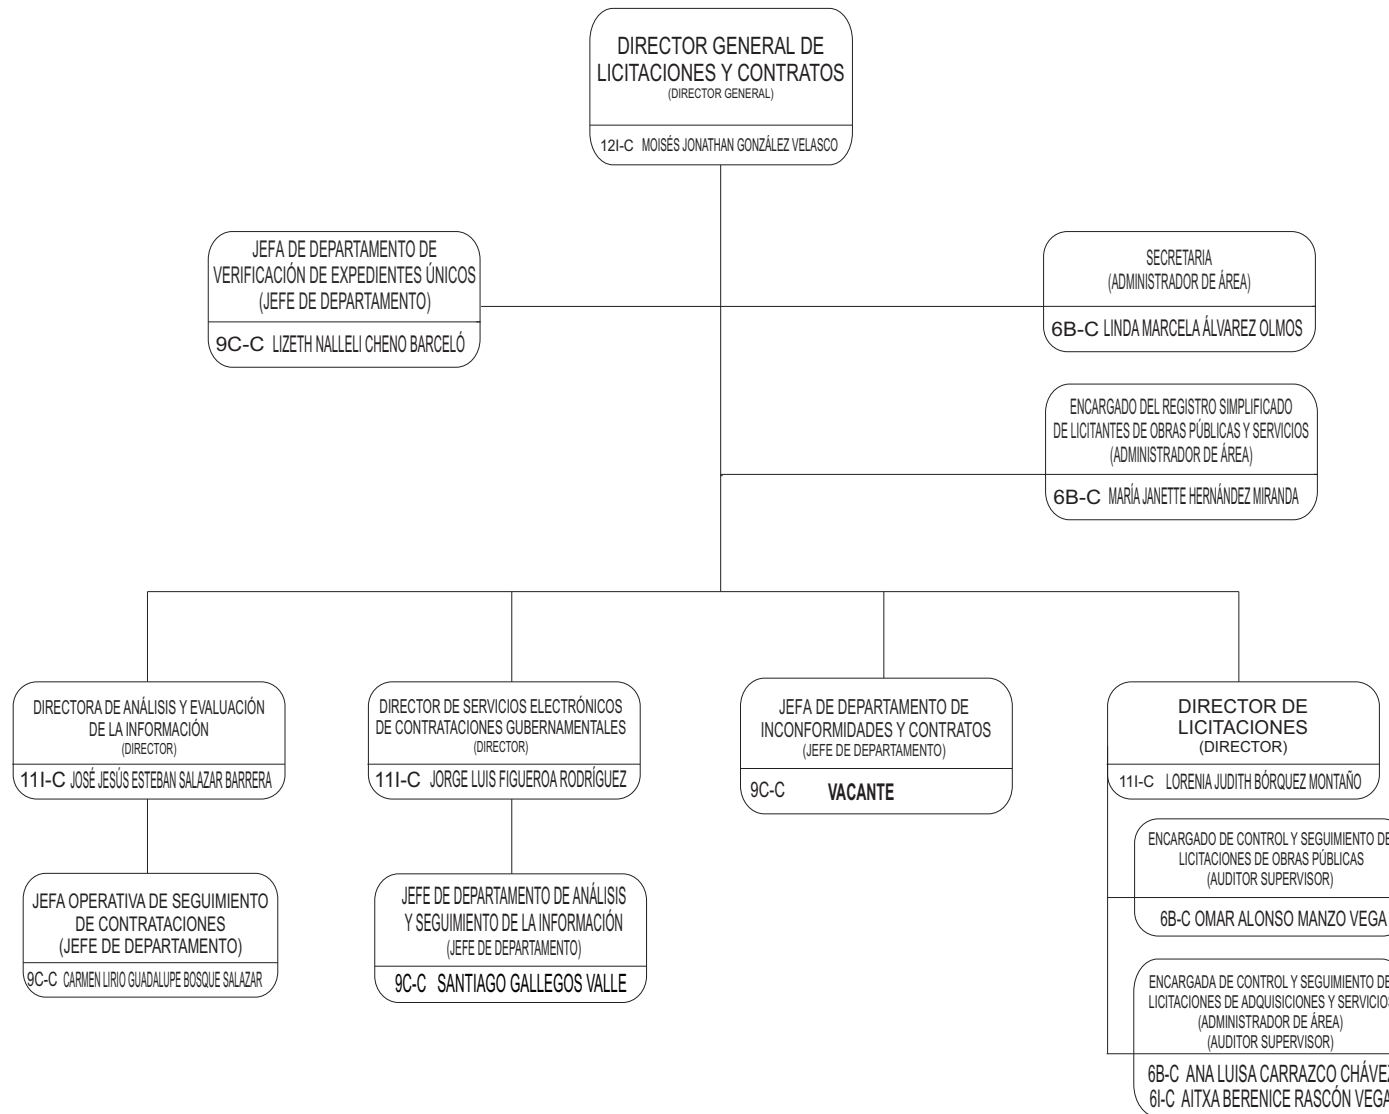 DIRECTOR GENERAL DE
LICITACIONES Y CONTRATOS
(DIRECTOR GENERAL)
12I-C MOISÉS JONATHAN GONZÁLEZ VELASCO
JEFA DE DEPARTAMENTO DE
VERIFICACIÓN DE EXPEDIENTES ÚNICOS
(JEFE DE DEPARTAMENTO)
9C-C LIZETH NALLELI CHENO BARCELÓ
SECRETARIA
(ADMINISTRADOR DE ÁREA)
6B-C LINDA MARCELA ÁLVAREZ OLMOS
ENCARGADO DEL REGISTRO SIMPLIFICADO
DE LICITANTES DE OBRAS PÚBLICAS Y SERVICIOS
(ADMINISTRADOR DE ÁREA)
6B-C MARÍA JANETTE HERNÁNDEZ MIRANDA
DIRECTORA DE ANÁLISIS Y EVALUACIÓN
DE LA INFORMACIÓN
(DIRECTOR)
11I-C JOSÉ JESÚS ESTEBAN SALAZAR BARRERA
DIRECTOR DE SERVICIOS ELECTRÓNICOS
DE CONTRATACIONES GUBERNAMENTALES
(DIRECTOR)
11I-C JORGE LUIS FIGUEROA RODRÍGUEZ
JEFA DE DEPARTAMENTO DE
INCONFORMIDADES Y CONTRATOS
(JEFE DE DEPARTAMENTO)
9C-C VACANTE
DIRECTOR DE
LICITACIONES
(DIRECTOR)
11I-C LORENIA JUDITH BÓRQUEZ MONTAÑO
JEFA OPERATIVA DE SEGUIMIENTO
DE CONTRATACIONES
(JEFE DE DEPARTAMENTO)
9C-C CARMEN LIRIO GUADALUPE BOSQUE SALAZAR
JEFE DE DEPARTAMENTO DE ANÁLISIS
Y SEGUIMIENTO DE LA INFORMACIÓN
(JEFE DE DEPARTAMENTO)
9C-C SANTIAGO GALLEGOS VALLE
ENCARGADO DE CONTROL Y SEGUIMIENTO DE
LICITACIONES DE OBRAS PÚBLICAS
(AUDITOR SUPERVISOR)
6B-C OMAR ALONSO MANZO VEGA
ENCARGADA DE CONTROL Y SEGUIMIENTO DE
LICITACIONES DE ADQUISICIONES Y SERVICIOS
(ADMINISTRADOR DE ÁREA)
(AUDITOR SUPERVISOR)
6B-C ANA LUISA CARRAZCO CHÁVEZ
6I-C AITXA BERENICE RASCÓN VEGA